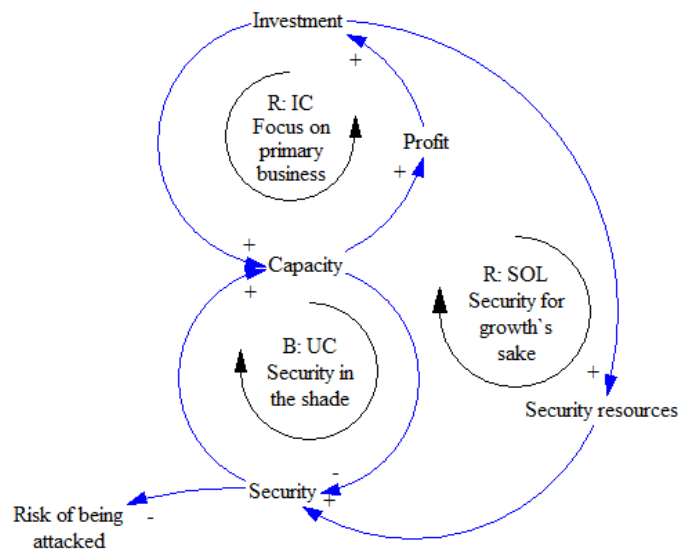 Investment
+
R: IC
Focus on
primary
business
Profit
+
+
Capacity
+
R: SOL
Security for
growth`s
sake
B: UC
Security in
the shade
+
Security resources
-
Security
+
Risk of being
attacked
-